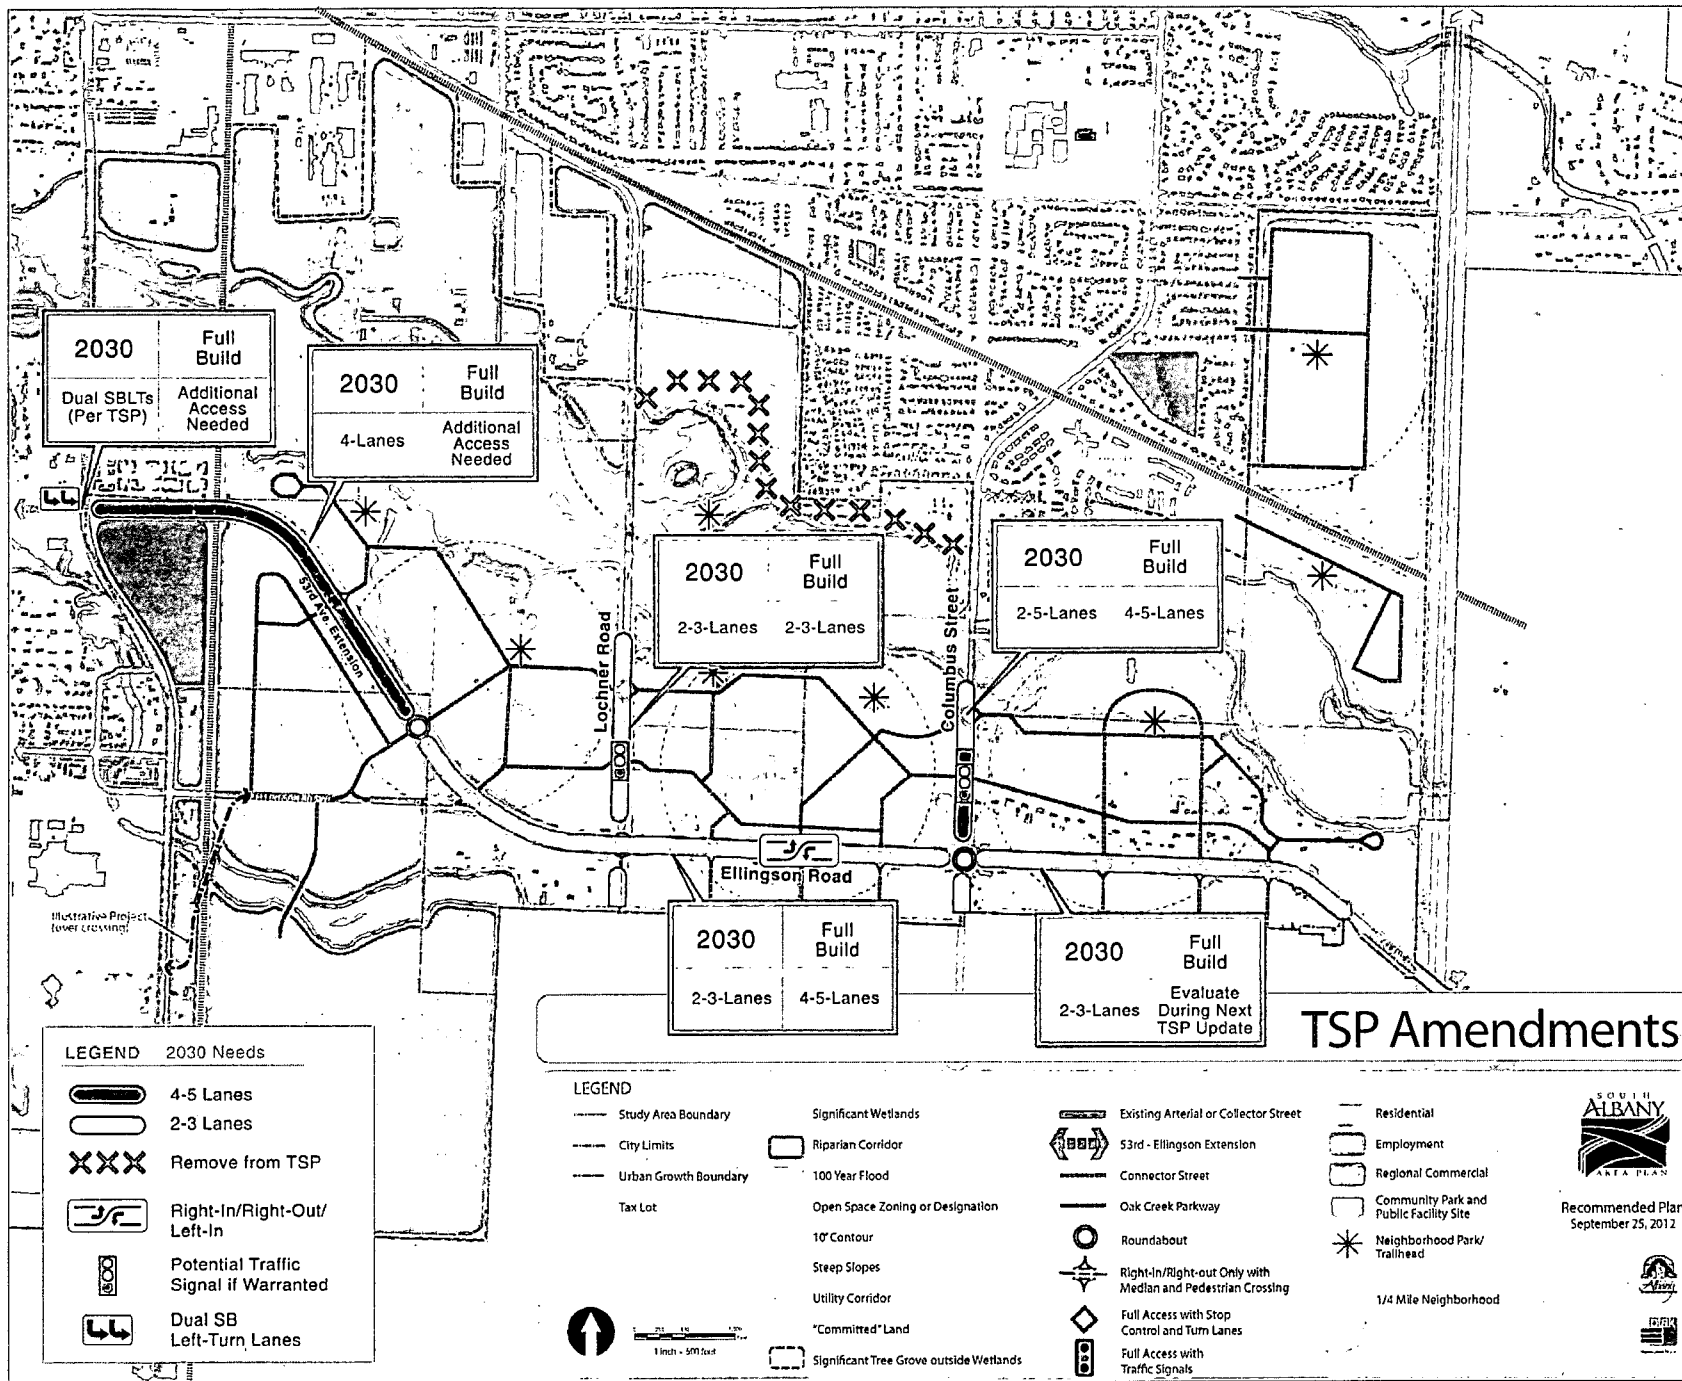 2030
Full
Build
Dual SBLTs
(Per TSP)
Additional
Access
Needed
2030
Full
Build
4-Lanes
Additional
Access
Needed
53rd Ave. Extension
Lochner Road
2030
Full
Build
2-3-Lanes
2-3-Lanes
Columbus Street
2030
Full
Build
2-5-Lanes
4-5-Lanes
Ellingson Road
Illustrative Project
(over crossing)
2030
Full
Build
2-3-Lanes
4-5-Lanes
2030
Full
Build
2-3-Lanes
Evaluate
During Next
TSP Update
TSP Amendments
LEGEND 2030 Needs
4-5 Lanes
2-3 Lanes
Remove from TSP
Right-In/Right-Out/
Left-In
Potential Traffic
Signal if Warranted
Dual SB
Left-Turn Lanes
LEGEND
Study Area Boundary
City Limits
Urban Growth Boundary
Tax Lot
1 inch = 500 feet
Significant Wetlands
Riparian Corridor
100 Year Flood
Open Space Zoning or Designation
10' Contour
Steep Slopes
Utility Corridor
"Committed" Land
Significant Tree Grove outside Wetlands
Existing Arterial or Collector Street
53rd - Ellingson Extension
Connector Street
Oak Creek Parkway
Roundabout
Right-in/Right-out Only with
Median and Pedestrian Crossing
Full Access with Stop
Control and Turn Lanes
Full Access with
Traffic Signals
Residential
Employment
Regional Commercial
Community Park and
Public Facility Site
Neighborhood Park/
Trailhead
1/4 Mile Neighborhood
SOUTH
ALBANY
AREA PLAN
Recommended Plan
September 25, 2012
Albany